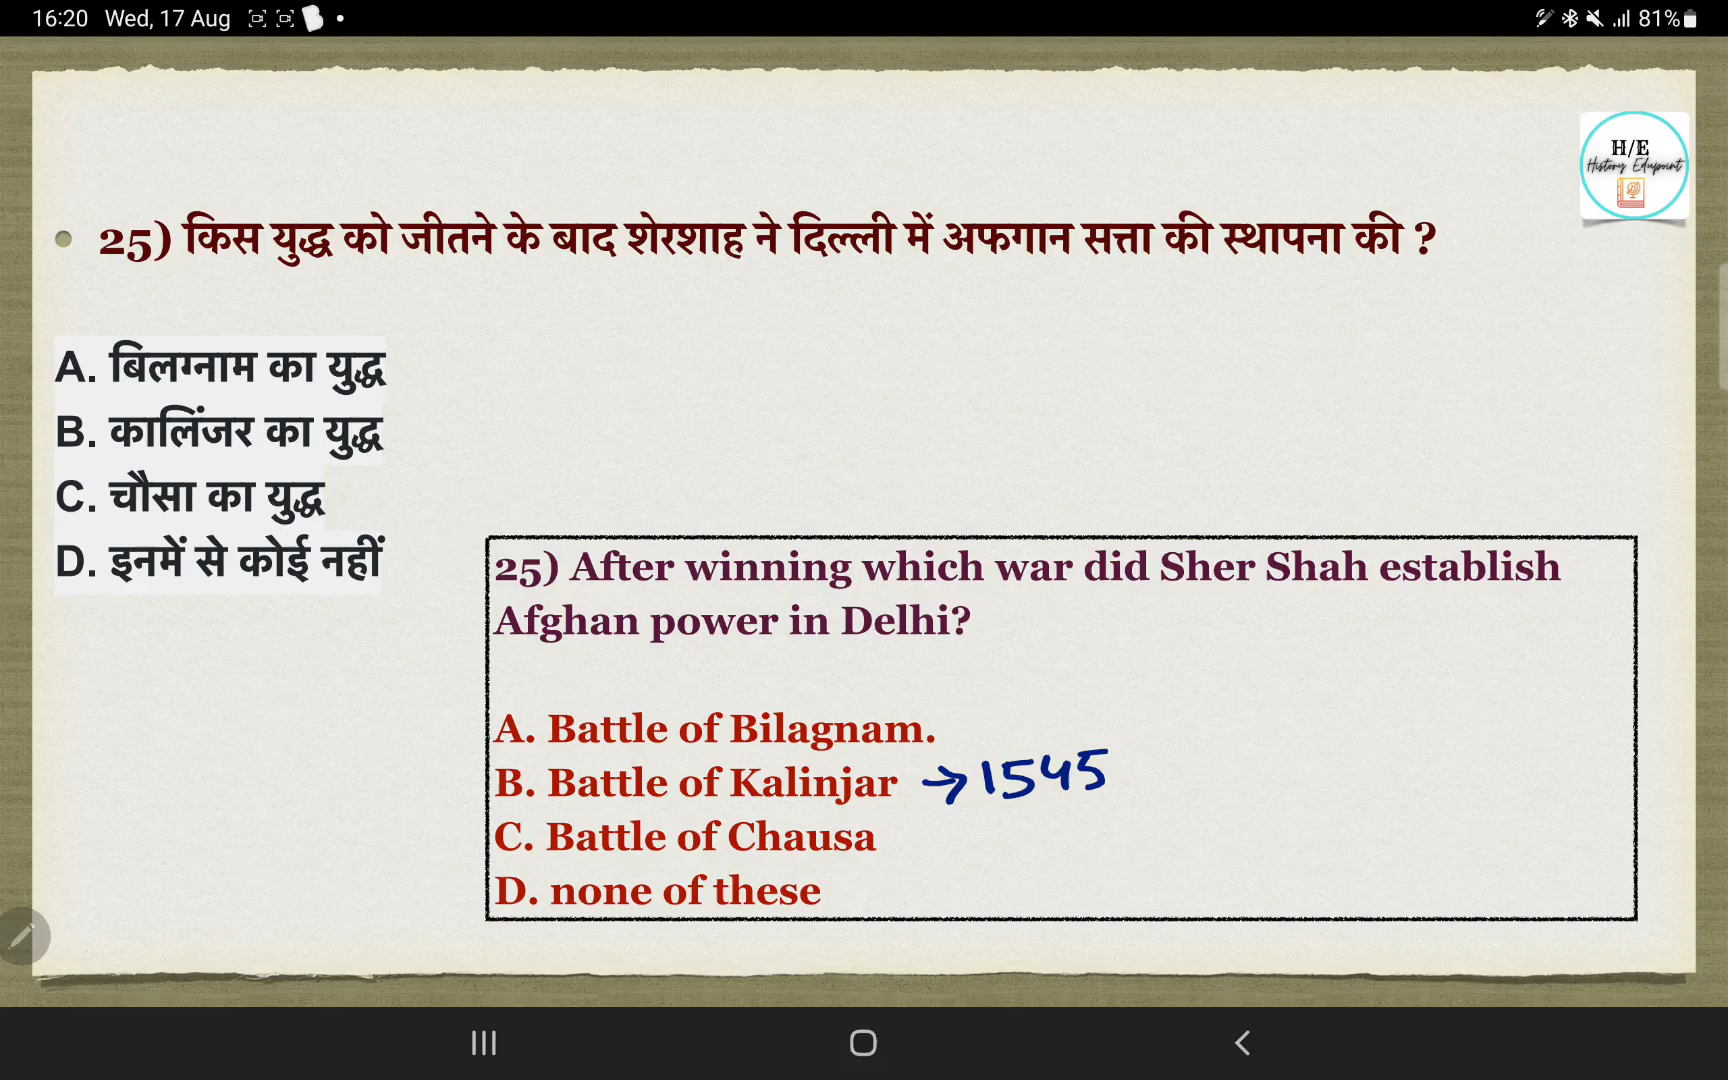 16:20 Wed, 17 Aug
81%
H/E
History Edupoint
25) किस युद्ध को जीतने के बाद शेरशाह ने दिल्ली में अफगान सत्ता की स्थापना की ?
A. बिलग्नाम का युद्ध
B. कालिंजर का युद्ध
C. चौसा का युद्ध
D. इनमें से कोई नहीं
25) After winning which war did Sher Shah establish
Afghan power in Delhi?
A. Battle of Bilagnam.
B. Battle of Kalinjar → 1545
C. Battle of Chausa
D. none of these